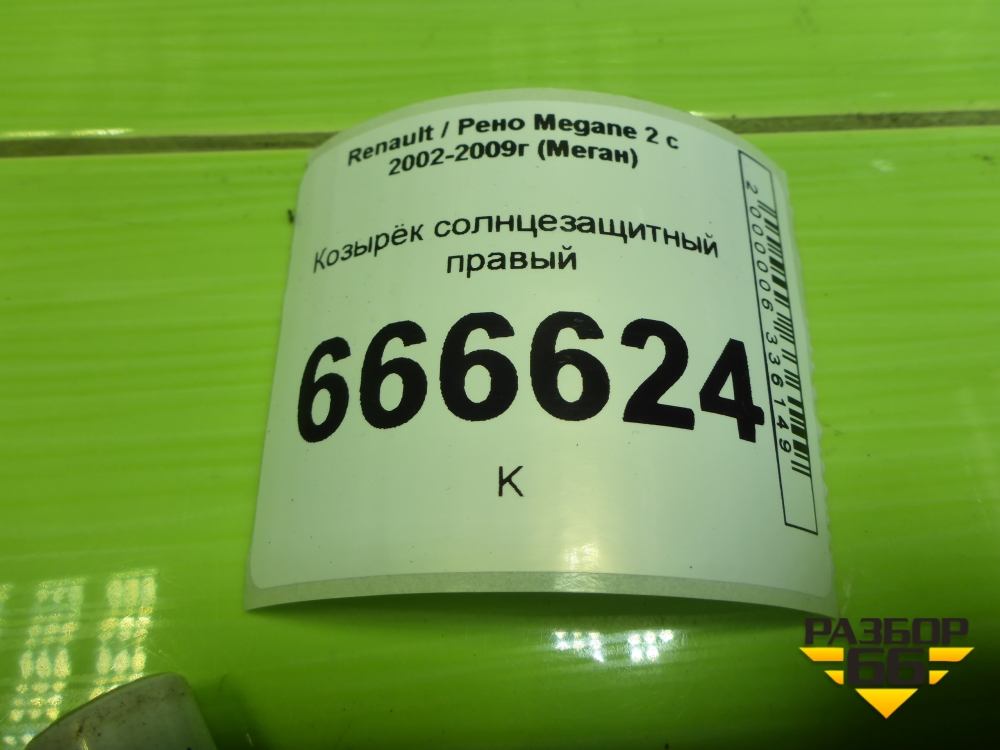 Renault / Рено Megane 2 с
2002-2009г (Меган)
Козырёк солнцезащитный
правый
666624
К
2000006336149
РАЗБОР
66